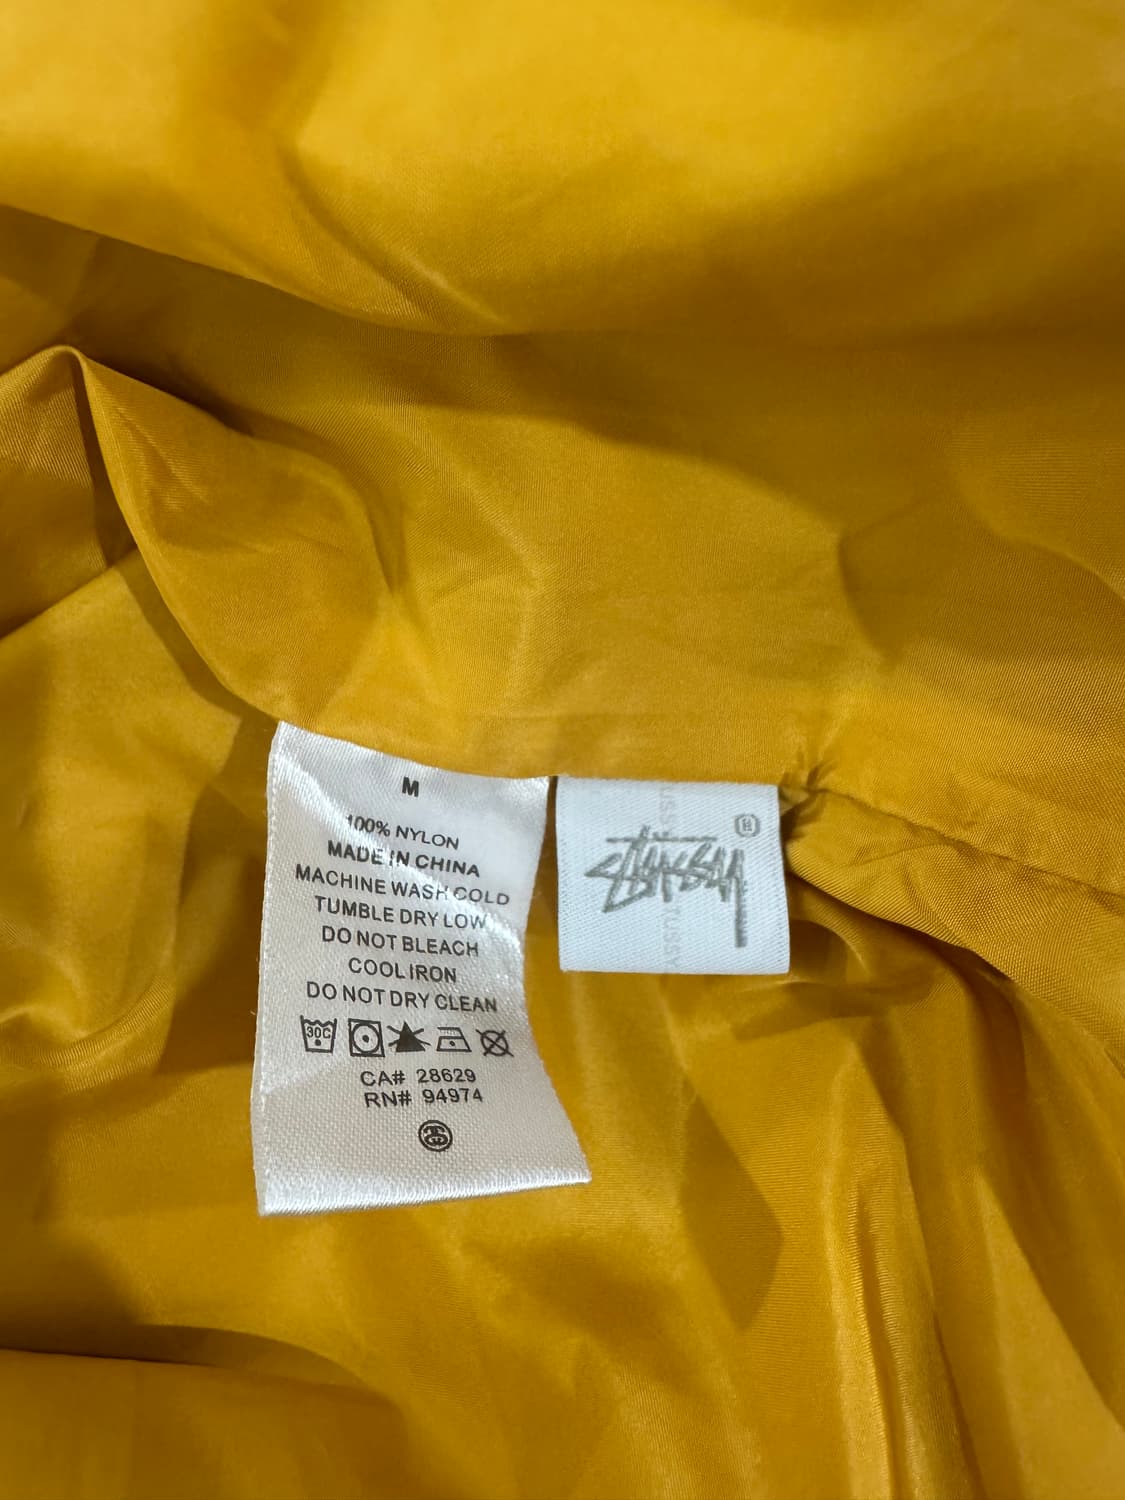 M
100% NYLON
MADE IN CHINA
MACHINE WASH COLD
TUMBLE DRY LOW
DO NOT BLEACH
COOL IRON
DO NOT DRY CLEAN
30C
CA# 28629
RN# 94974
STÜSSY